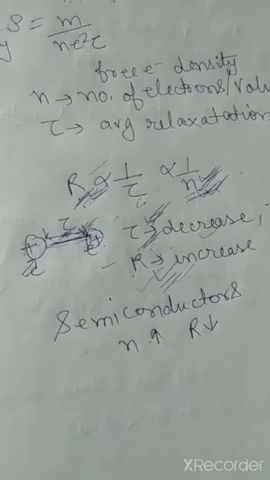 ρ = m/ne²τ
free e⁻ density
n → no. of electrons/volu
τ → avg relaxatation
R ∝ 1/τ ∝ 1/n
τ
+ +
e e
τ → decrease,
- R → increase
Semiconductors
n ↑ R ↓
XRecorder